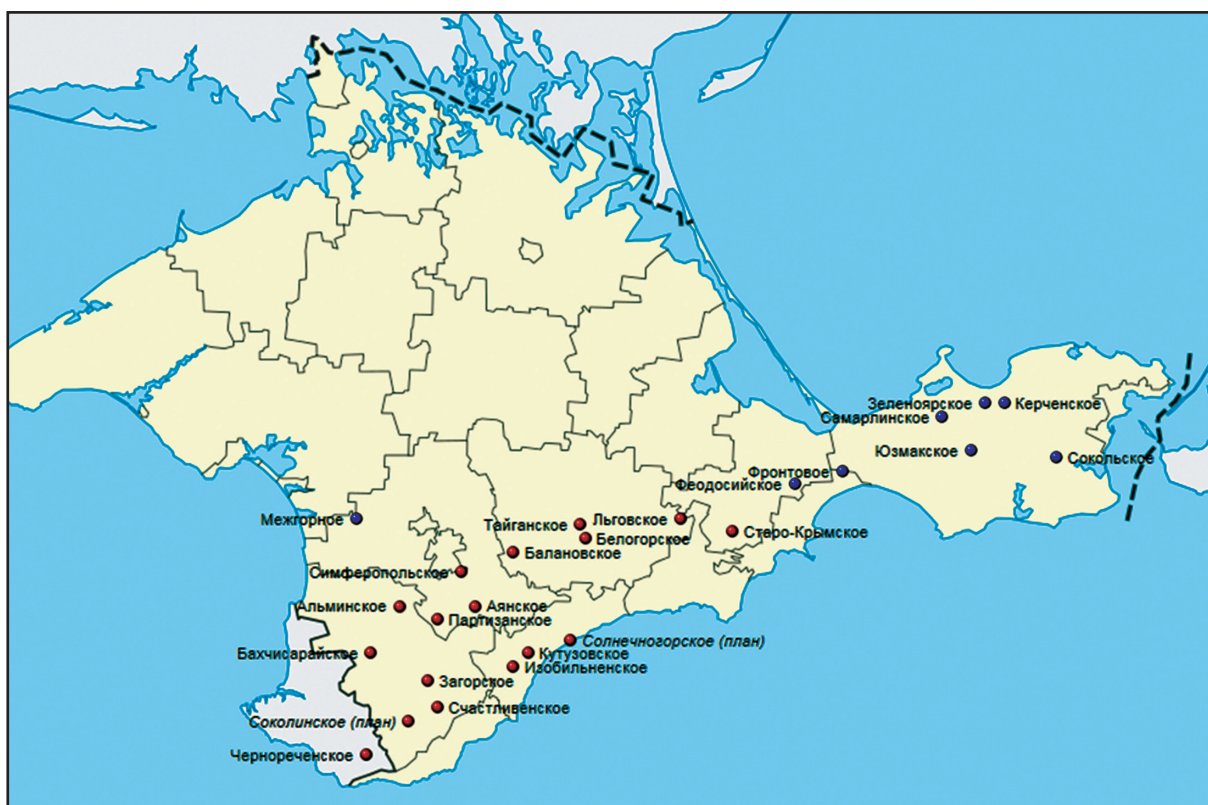 Зеленоярское
Керченское
Самарлинское
Юзмакское
Сокольское
Фронтовое
Феодосийское
Межгорное
Тайганское
Льговское
Старо-Крымское
Белогорское
Балановское
Симферопольское
Альминское
Аянское
Партизанское
Солнечногорское (план)
Бахчисарайское
Кутузовское
Изобильненское
Загорское
Счастливенское
Соколинское (план)
Чернореченское